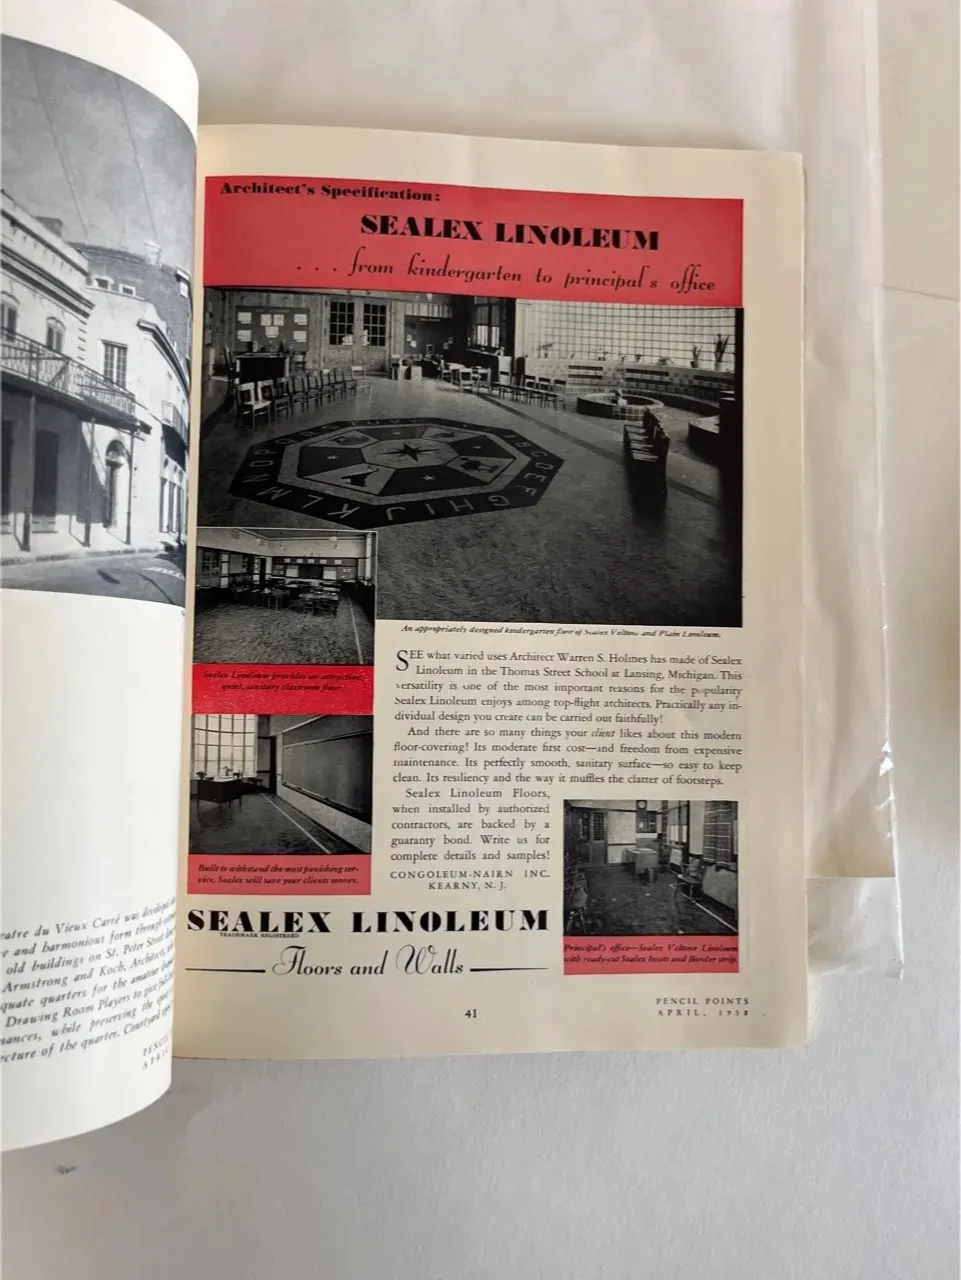 Architect's Specification:
SEALEX LINOLEUM
. . . from kindergarten to principal's office
A B C D E F G H I J K L M N O P
An appropriately designed kindergarten floor of Sealex Veltone and Plain Linoleum.
Sealex Linoleum provides an attractive,
quiet, sanitary classroom floor.
SEE what varied uses Architect Warren S. Holmes has made of Sealex
Linoleum in the Thomas Street School at Lansing, Michigan. This
versatility is one of the most important reasons for the popularity
Sealex Linoleum enjoys among top-flight architects. Practically any in-
dividual design you create can be carried out faithfully!
And there are so many things your client likes about this modern
floor-covering! Its moderate first cost—and freedom from expensive
maintenance. Its perfectly smooth, sanitary surface—so easy to keep
clean. Its resiliency and the way it muffles the clatter of footsteps.
Sealex Linoleum Floors,
when installed by authorized
contractors, are backed by a
guaranty bond. Write us for
complete details and samples!
CONGOLEUM-NAIRN INC.
KEARNY, N. J.
Built to withstand the most punishing ser-
vice, Sealex will save your clients money.
Principal's office—Sealex Veltone Linoleum
with ready-cut Sealex Insets and Border strip.
SEALEX LINOLEUM
TRADEMARK REGISTERED
Floors and Walls
41
PENCIL POINTS
APRIL, 1938
eatre du Vieux Carré was developed
e and harmonious form through
old buildings on St. Peter Street
Armstrong and Koch, Architects,
quate quarters for the amateur
Drawing Room Players to give
nances, while preserving the
ecture of the quarter. Courtyard
PENCIL
APRIL